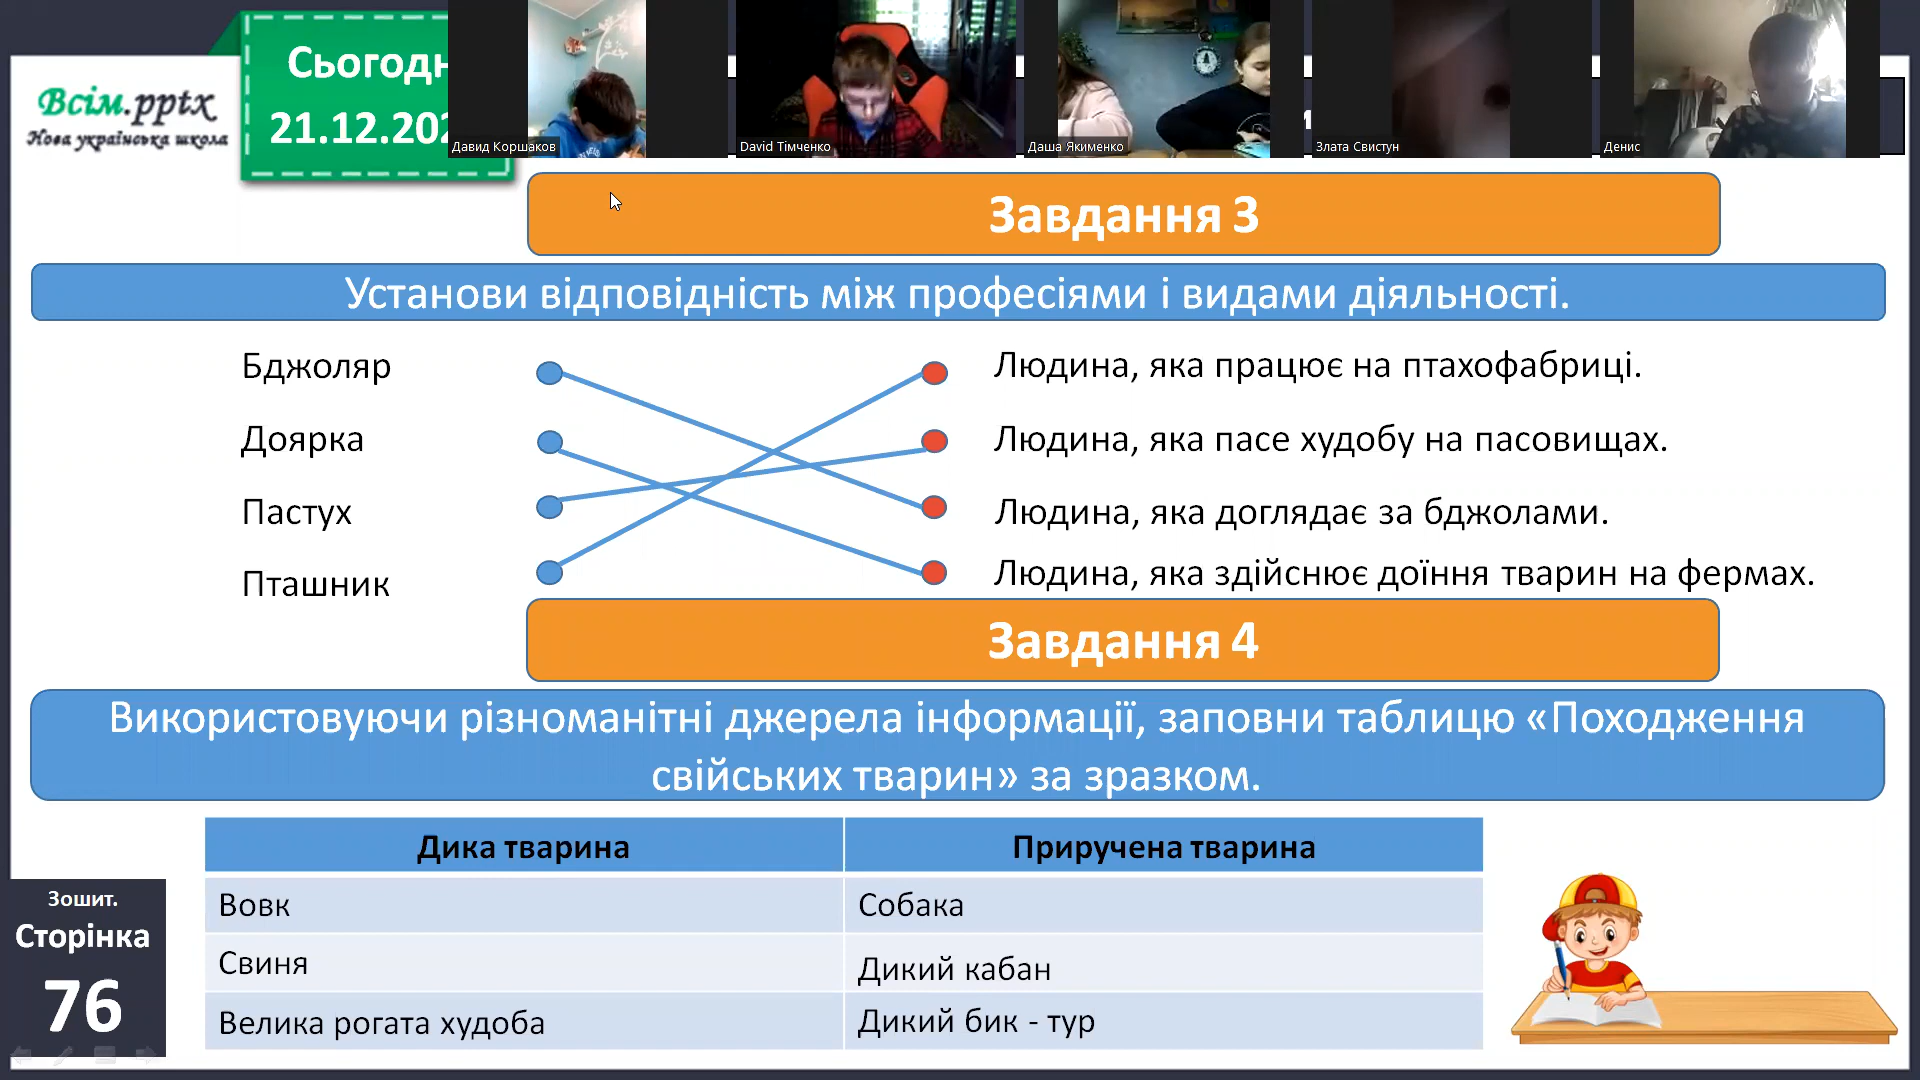 Всім.pptx
Нова українська школа
Сьогодн
21.12.202
Давид Коршаков
David Тімченко
Даша Якименко
Злата Свистун
Денис
Завдання 3
Установи відповідність між професіями і видами діяльності.
Бджоляр
Людина, яка працює на птахофабриці.
Доярка
Людина, яка пасе худобу на пасовищах.
Пастух
Людина, яка доглядає за бджолами.
Пташник
Людина, яка здійснює доїння тварин на фермах.
Завдання 4
Використовуючи різноманітні джерела інформації, заповни таблицю «Походження
свійських тварин» за зразком.
Дика тварина
Приручена тварина
Вовк
Собака
Свиня
Дикий кабан
Велика рогата худоба
Дикий бик - тур
Зошит.
Сторінка
76